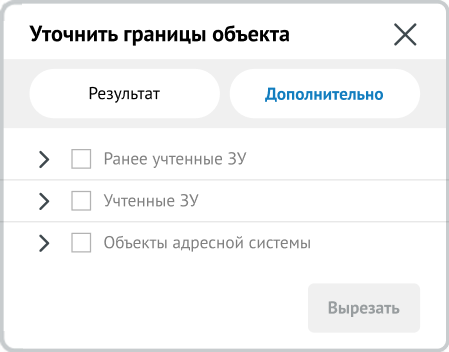 Уточнить границы объекта
Результат
Дополнительно
Ранее учтенные ЗУ
Учтенные ЗУ
Объекты адресной системы
Вырезать